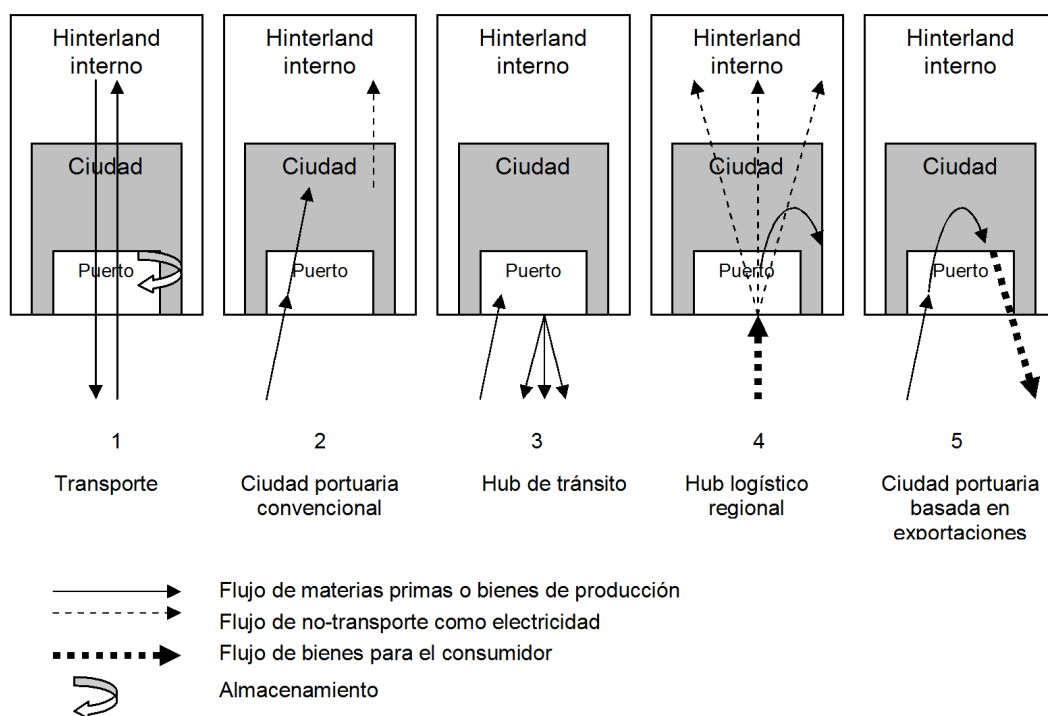 Hinterland
interno
Ciudad
Puerto
Hinterland
interno
Ciudad
Puerto
Hinterland
interno
Ciudad
Puerto
Hinterland
interno
Ciudad
Puerto
Hinterland
interno
Ciudad
Puerto
1
Transporte
2
Ciudad portuaria
convencional
3
Hub de tránsito
4
Hub logístico
regional
5
Ciudad portuaria
basada en
exportaciones
Flujo de materias primas o bienes de producción
Flujo de no-transporte como electricidad
Flujo de bienes para el consumidor
Almacenamiento